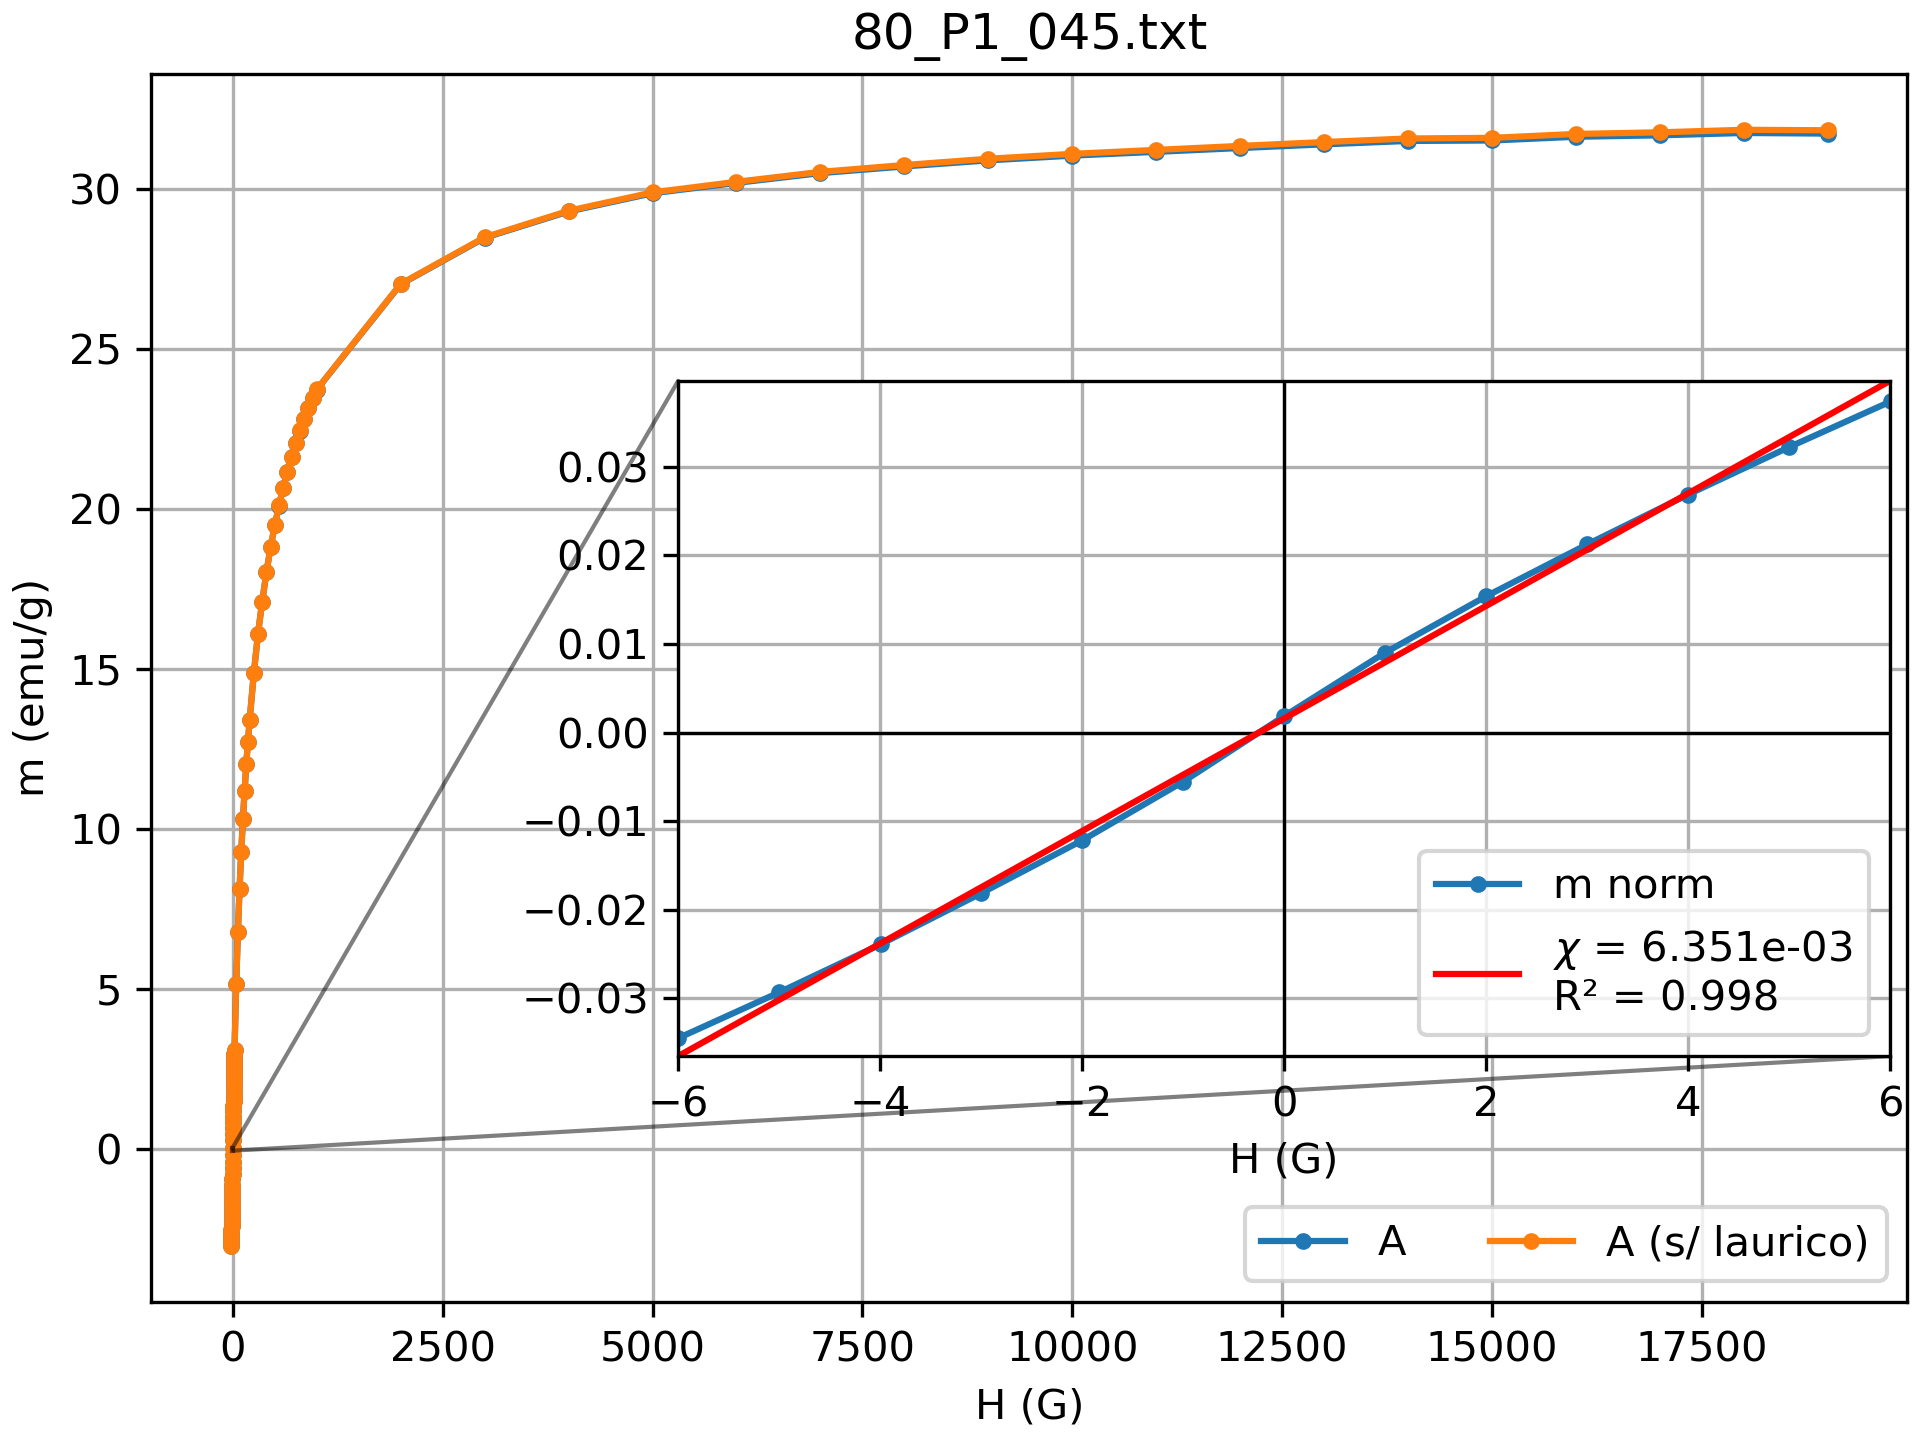 80_P1_045.txt
m (emu/g)
30
25
20
15
10
5
0
0.03
0.02
0.01
0.00
−0.01
−0.02
−0.03
m norm
χ = 6.351e-03
R² = 0.998
−6 −4 −2 0 2 4 6
H (G)
A A (s/ laurico)
0 2500 5000 7500 10000 12500 15000 17500
H (G)